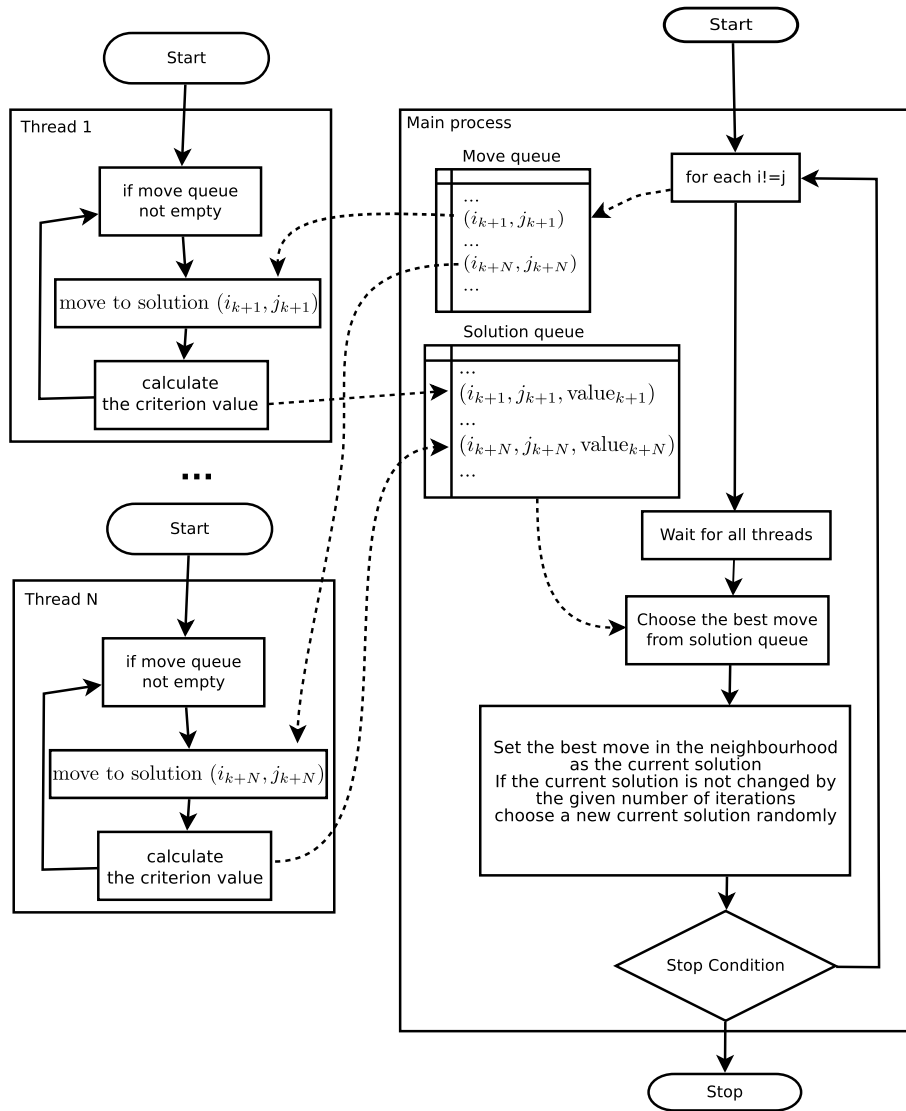 Start
Thread 1
if move queue
not empty
move to solution (i_{k+1}, j_{k+1})
calculate
the criterion value
...
Start
Thread N
if move queue
not empty
move to solution (i_{k+N}, j_{k+N})
calculate
the criterion value
Start
Main process
for each i!=j
Move queue
...
(i_{k+1}, j_{k+1})
...
(i_{k+N}, j_{k+N})
...
Solution queue
...
(i_{k+1}, j_{k+1}, value_{k+1})
...
(i_{k+N}, j_{k+N}, value_{k+N})
...
Wait for all threads
Choose the best move
from solution queue
Set the best move in the neighbourhood
as the current solution
If the current solution is not changed by
the given number of iterations
choose a new current solution randomly
Stop Condition
Stop